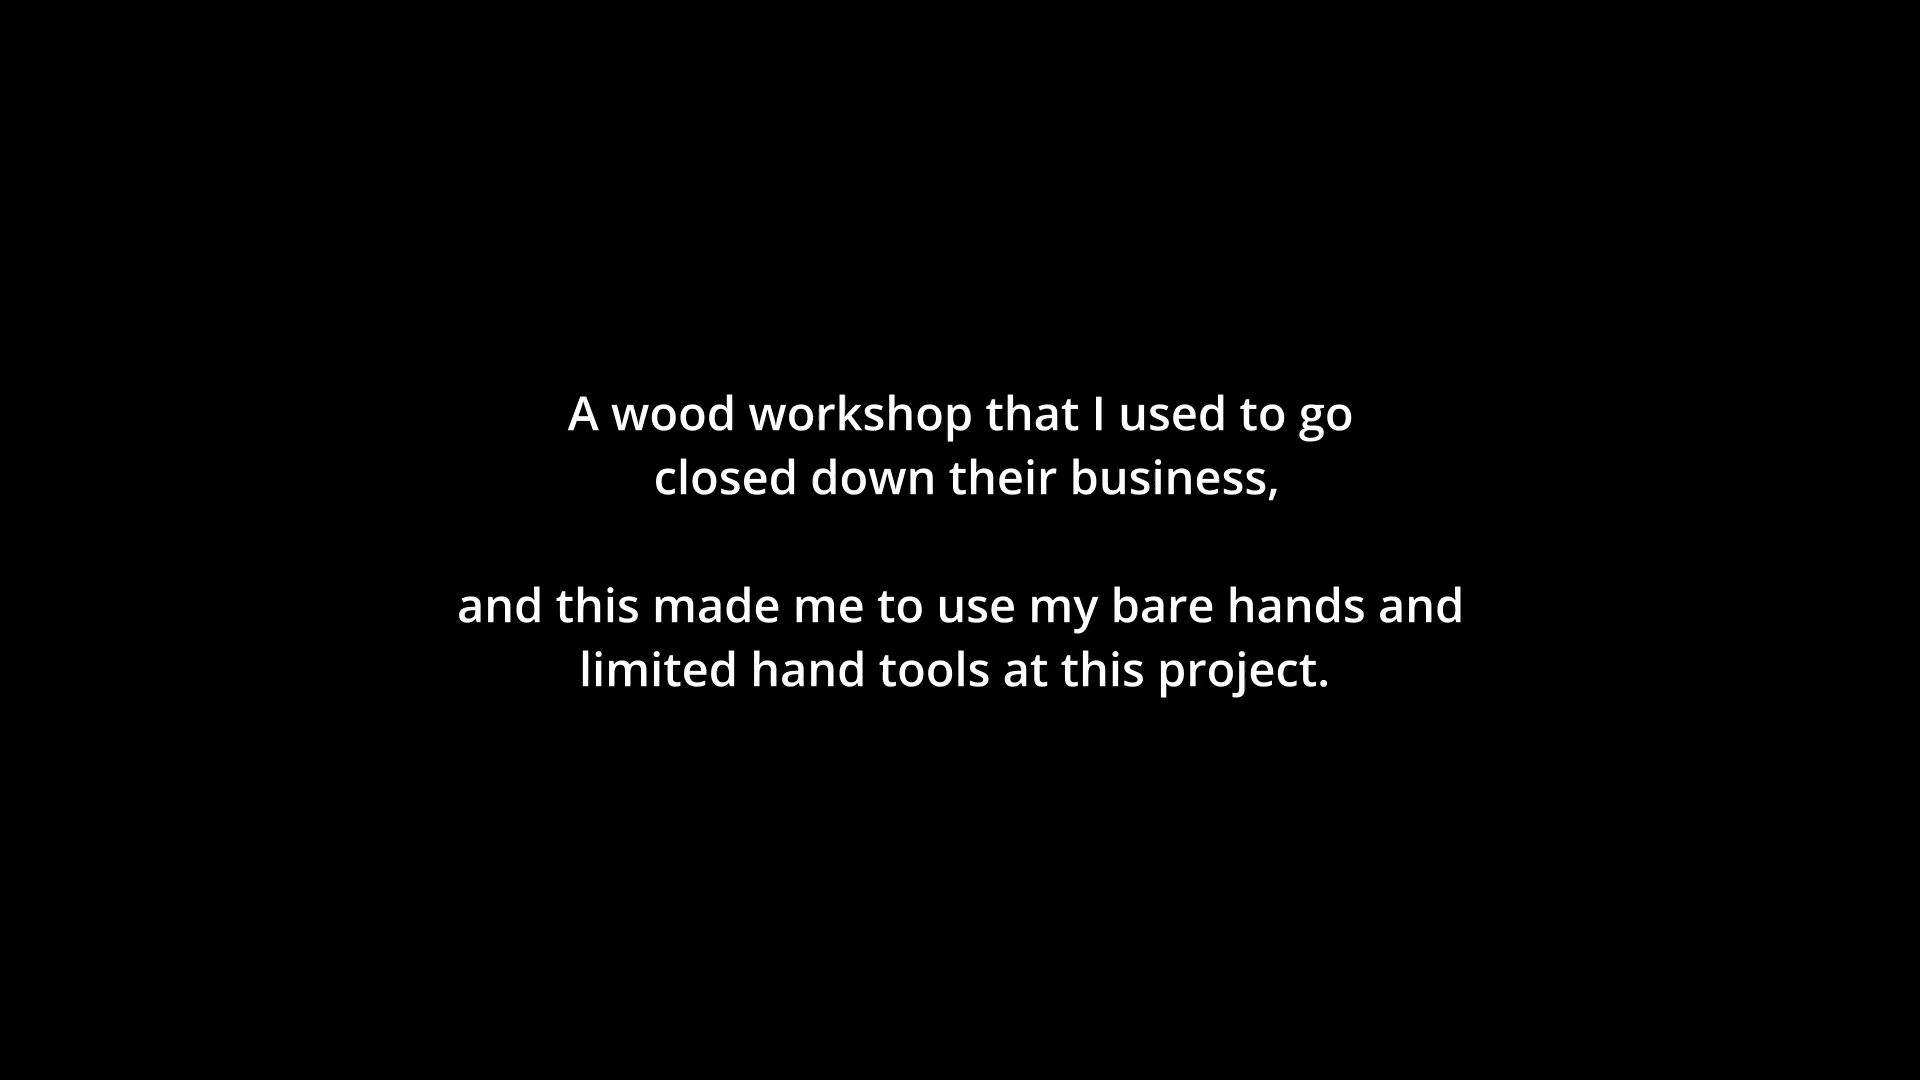 A wood workshop that I used to go
closed down their business,
and this made me to use my bare hands and
limited hand tools at this project.